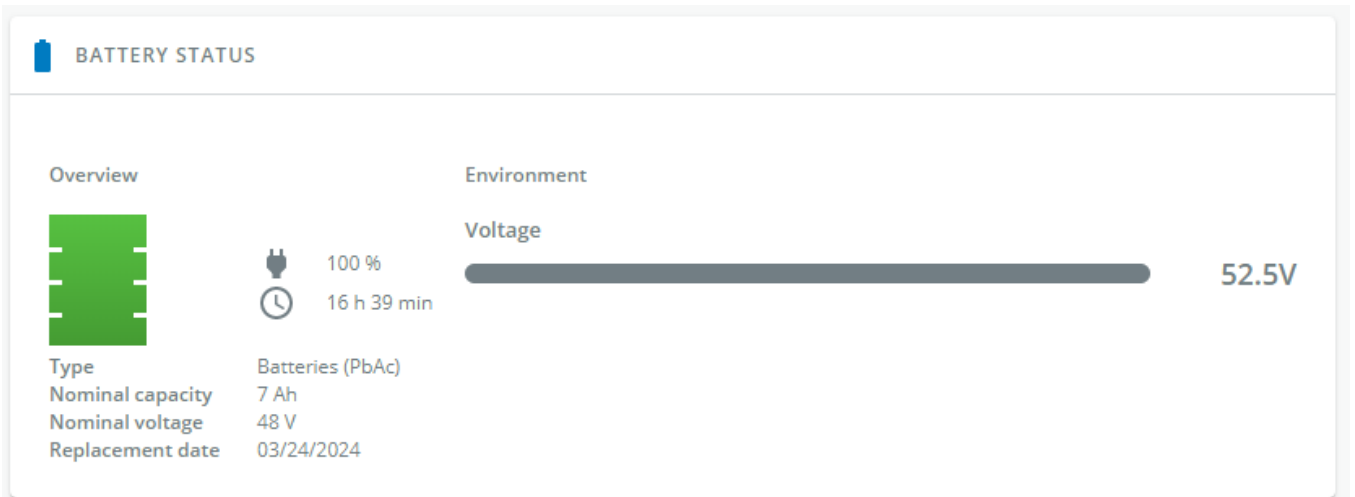 BATTERY STATUS
Overview
100 %
16 h 39 min
Type Batteries (PbAc)
Nominal capacity 7 Ah
Nominal voltage 48 V
Replacement date 03/24/2024
Environment
Voltage
52.5V